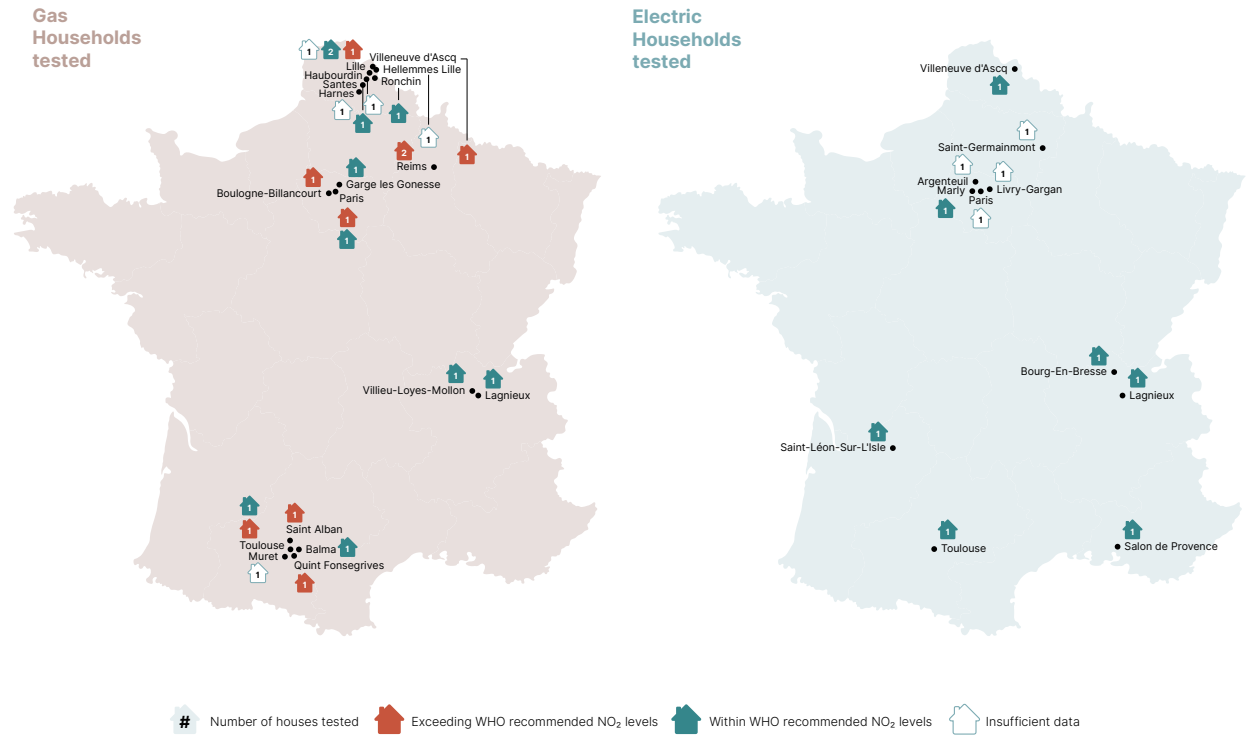 Gas
Households
tested
1
2
1
Villeneuve d'Ascq
Lille
Hellemmes Lille
Haubourdin
Ronchin
Santes
Harnes
1
1
1
1
1
2
1
Reims
1
1
Garge les Gonesse
Boulogne-Billancourt
Paris
1
1
1
1
Villieu-Loyes-Mollon
Lagnieux
1
1
1
Saint Alban
Toulouse
Balma
1
Muret
Quint Fonsegrives
1
1
Electric
Households
tested
Villeneuve d'Ascq
1
1
Saint-Germainmont
1
1
Argenteuil
Marly
Livry-Gargan
Paris
1
1
1
Bourg-En-Bresse
1
Lagnieux
1
Saint-Léon-Sur-L'Isle
1
Toulouse
1
Salon de Provence
# Number of houses tested
Exceeding WHO recommended NO₂ levels
Within WHO recommended NO₂ levels
Insufficient data